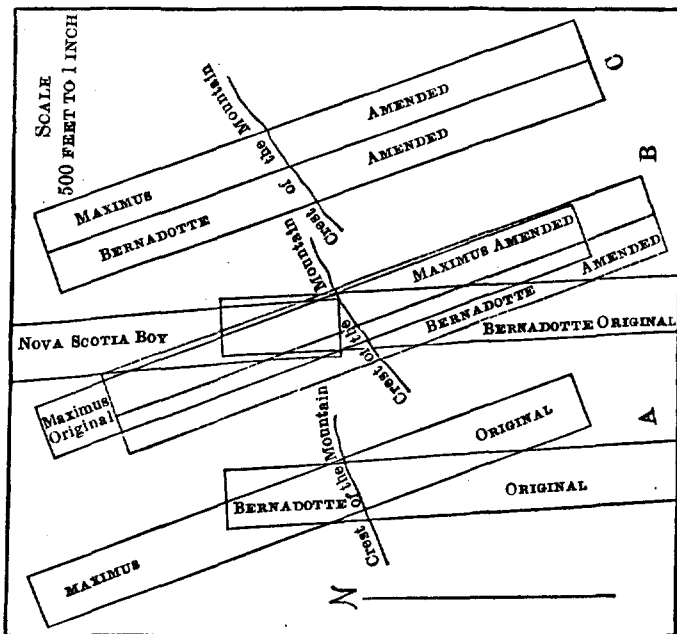 SCALE
500 FEET TO 1 INCH
MAXIMUS
AMENDED
BERNADOTTE
AMENDED
Crest of the Mountain
C
NOVA SCOTIA BOY
Maximus
Original
MAXIMUS AMENDED
BERNADOTTE AMENDED
BERNADOTTE ORIGINAL
Crest of the Mountain
B
MAXIMUS
ORIGINAL
BERNADOTTE
ORIGINAL
Crest of the Mountain
A
N